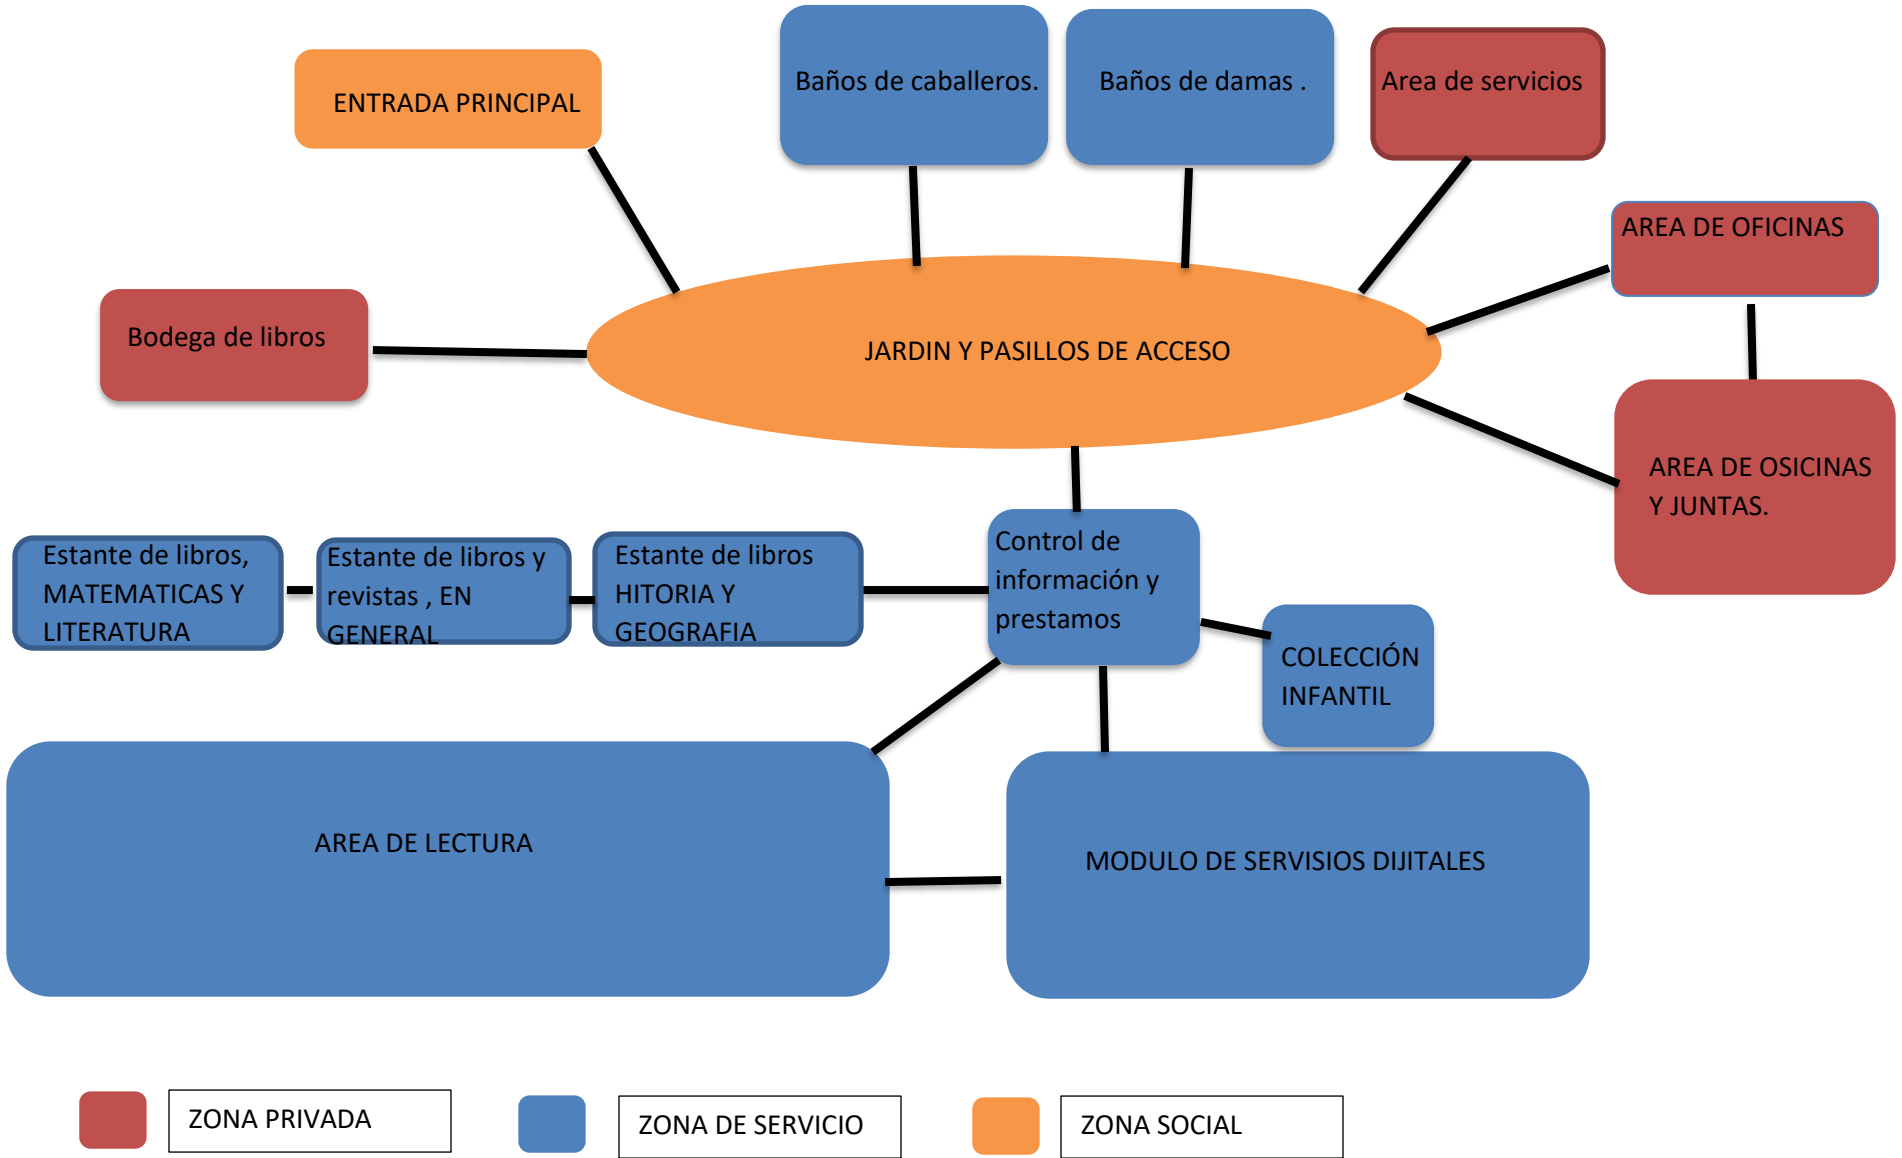 ENTRADA PRINCIPAL
Baños de caballeros.
Baños de damas .
Area de servicios
AREA DE OFICINAS
Bodega de libros
JARDIN Y PASILLOS DE ACCESO
AREA DE OSICINAS
Y JUNTAS.
Estante de libros,
MATEMATICAS Y
LITERATURA
Estante de libros y
revistas , EN
GENERAL
Estante de libros
HITORIA Y
GEOGRAFIA
Control de
información y
prestamos
COLECCIÓN
INFANTIL
AREA DE LECTURA
MODULO DE SERVISIOS DIJITALES
ZONA PRIVADA
ZONA DE SERVICIO
ZONA SOCIAL